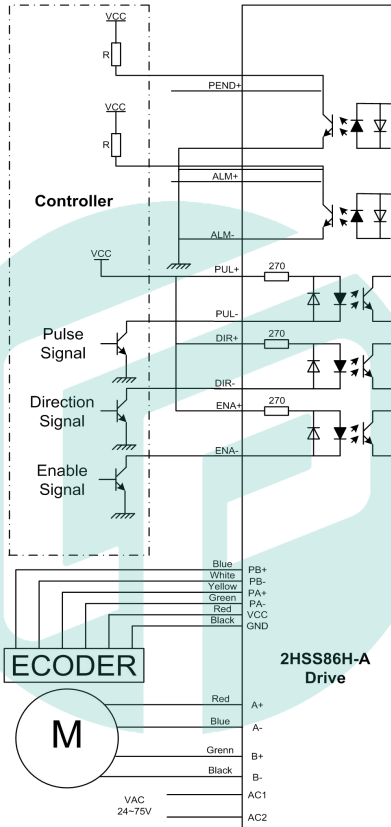 VCC
R
PEND+
VCC
R
ALM+
Controller
ALM-
VCC
PUL+
270
PUL-
Pulse
Signal
DIR+
270
DIR-
Direction
Signal
ENA+
270
ENA-
Enable
Signal
Blue
PB+
White
PB-
Yellow
PA+
Green
PA-
Red
VCC
Black
GND
ECODER
2HSS86H-A
Drive
Red
A+
M
Blue
A-
Grenn
B+
Black
B-
VAC
24~75V
AC1
AC2